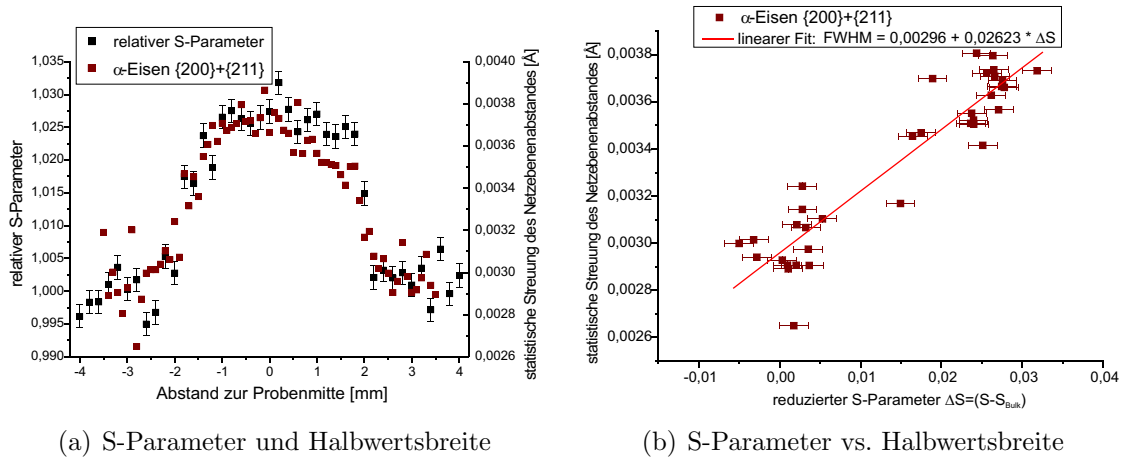 relativer S-Parameter
α-Eisen {200}+{211}
1,035
1,030
1,025
1,020
1,015
1,010
1,005
1,000
0,995
0,990
relativer S-Parameter
0,0040
0,0038
0,0036
0,0034
0,0032
0,0030
0,0028
0,0026
statistische Streuung des Netzebenenabstandes [Å]
-4 -3 -2 -1 0 1 2 3 4
Abstand zur Probenmitte [mm]
(a) S-Parameter und Halbwertsbreite
α-Eisen {200}+{211}
linearer Fit: FWHM = 0,00296 + 0,02623 * ΔS
0,0038
0,0036
0,0034
0,0032
0,0030
0,0028
0,0026
statistische Streuung des Netzebenenabstandes [Å]
-0,01 0,00 0,01 0,02 0,03 0,04
reduzierter S-Parameter ΔS=(S-S_Bulk)
(b) S-Parameter vs. Halbwertsbreite